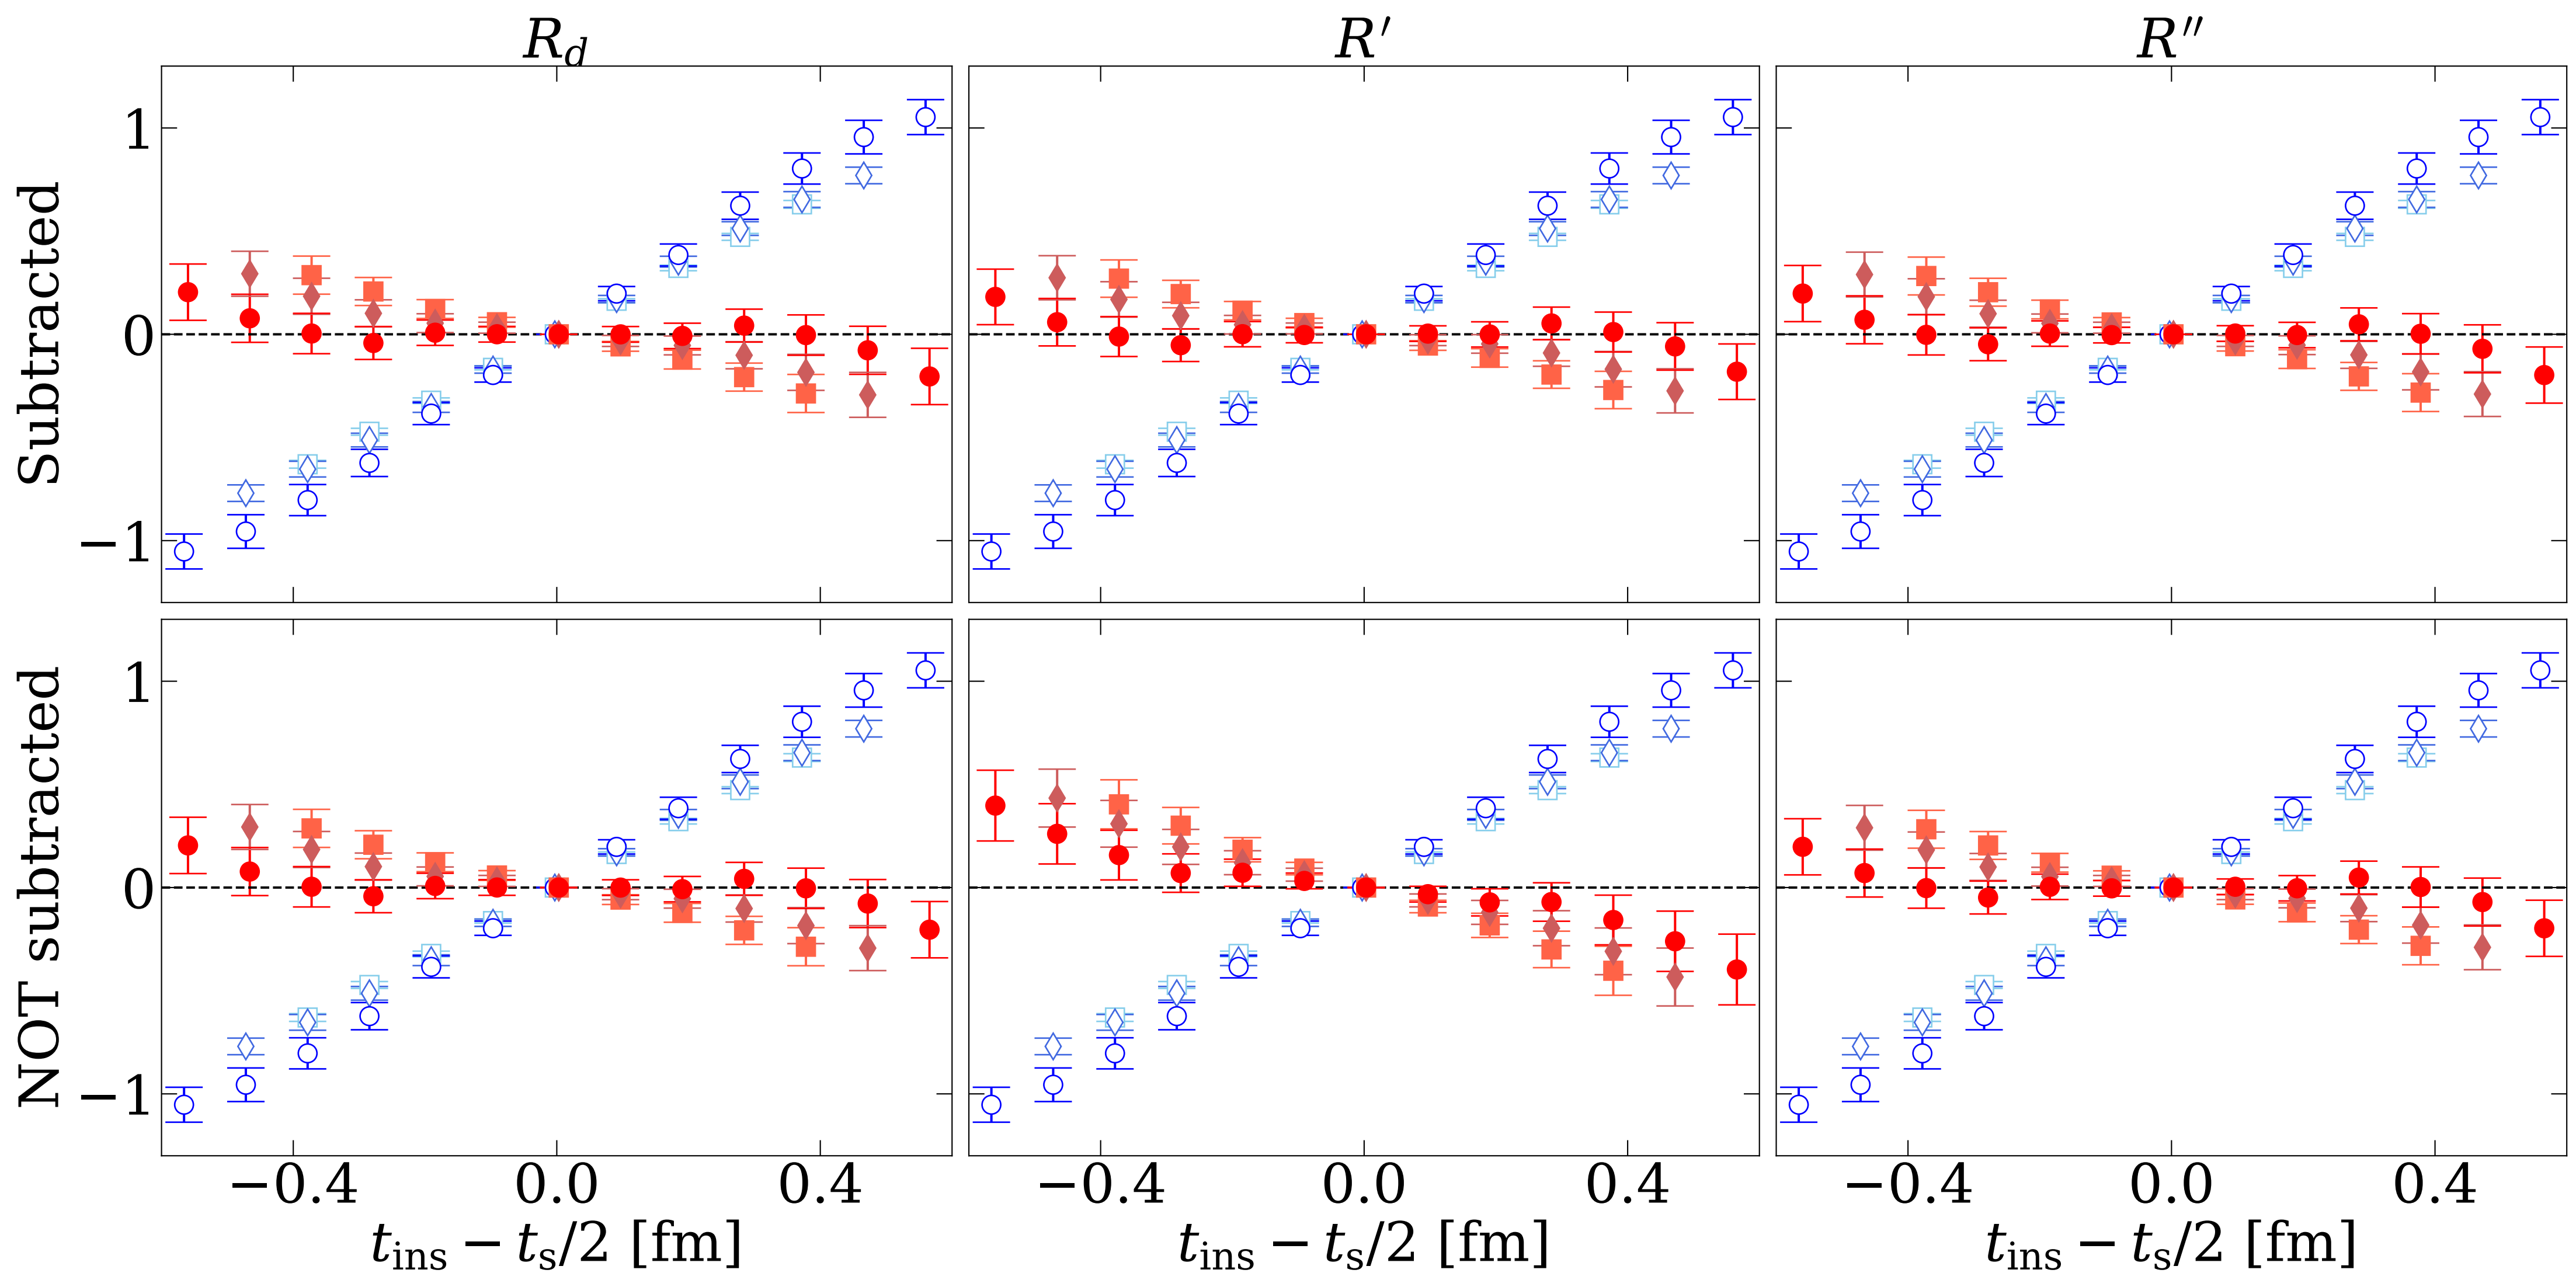 R_d R′ R″
Subtracted
1
0
−1
NOT subtracted
1
0
−1
−0.4 0.0 0.4 −0.4 0.0 0.4 −0.4 0.0 0.4
t_ins − t_s/2 [fm] t_ins − t_s/2 [fm] t_ins − t_s/2 [fm]